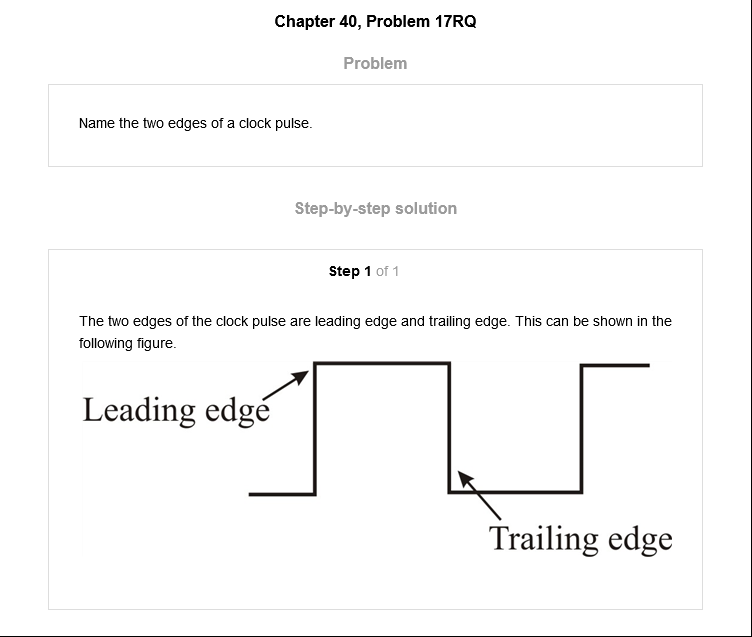 Chapter 40, Problem 17RQ
Problem
Name the two edges of a clock pulse.
Step-by-step solution
Step 1 of 1
The two edges of the clock pulse are leading edge and trailing edge. This can be shown in the
following figure.
Leading edge
Trailing edge